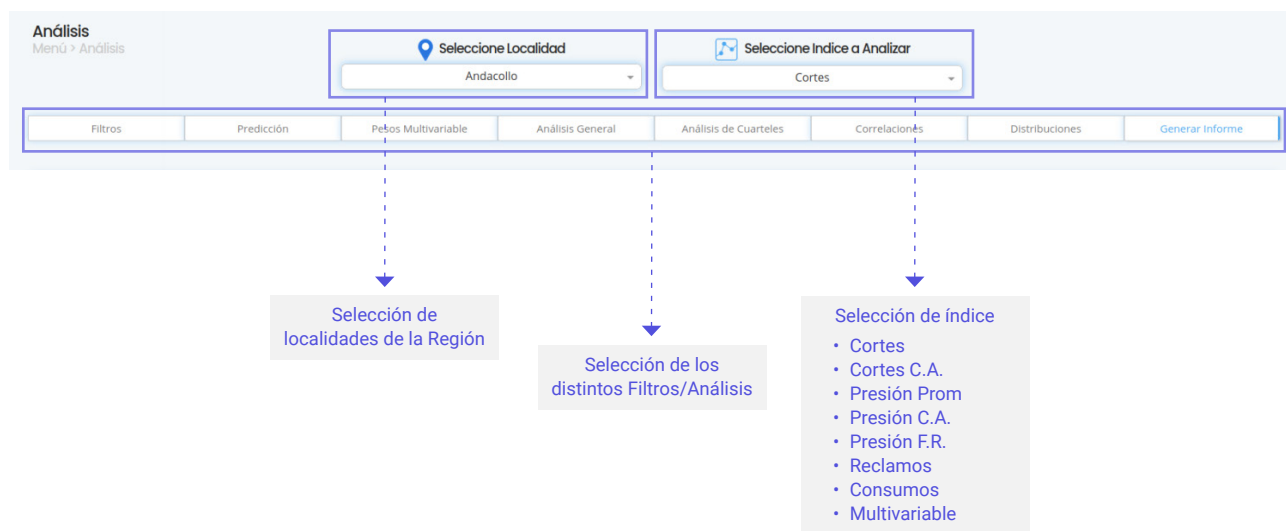 Análisis
Menú > Análisis
Seleccione Localidad
Andacollo
Seleccione Indice a Analizar
Cortes
Filtros
Predicción
Pesos Multivariable
Análisis General
Análisis de Cuarteles
Correlaciones
Distribuciones
Generar Informe
Selección de
localidades de la Región
Selección de los
distintos Filtros/Análisis
Selección de índice
• Cortes
• Cortes C.A.
• Presión Prom
• Presión C.A.
• Presión F.R.
• Reclamos
• Consumos
• Multivariable